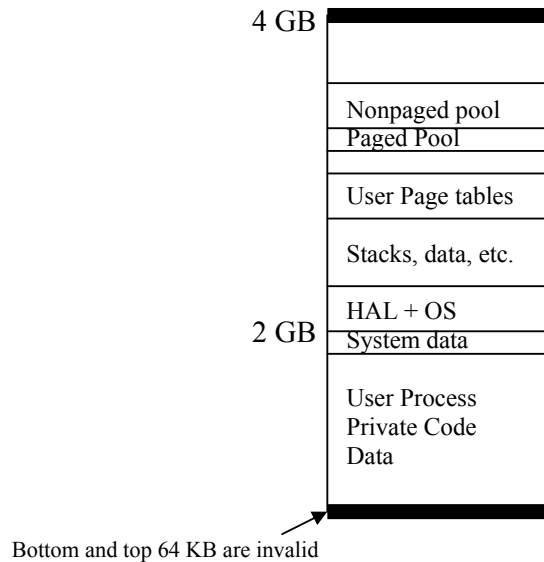 4 GB
Nonpaged pool
Paged Pool
User Page tables
Stacks, data, etc.
HAL + OS
2 GB
System data
User Process
Private Code
Data
Bottom and top 64 KB are invalid